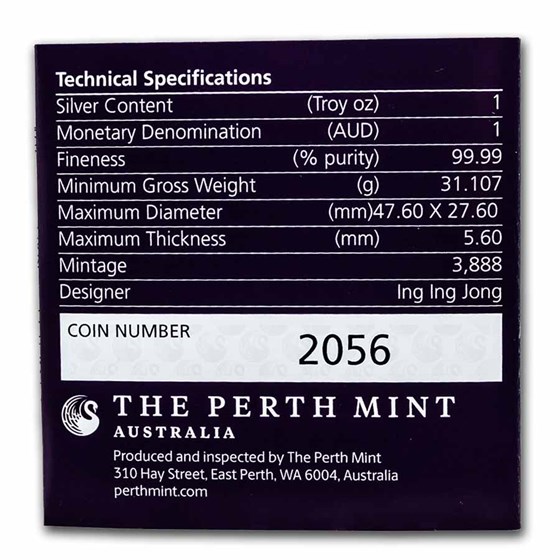 Technical Specifications
Silver Content (Troy oz) 1
Monetary Denomination (AUD) 1
Fineness (% purity) 99.99
Minimum Gross Weight (g) 31.107
Maximum Diameter (mm)47.60 X 27.60
Maximum Thickness (mm) 5.60
Mintage 3,888
Designer Ing Ing Jong
COIN NUMBER
2056
THE PERTH MINT
AUSTRALIA
Produced and inspected by The Perth Mint
310 Hay Street, East Perth, WA 6004, Australia
perthmint.com